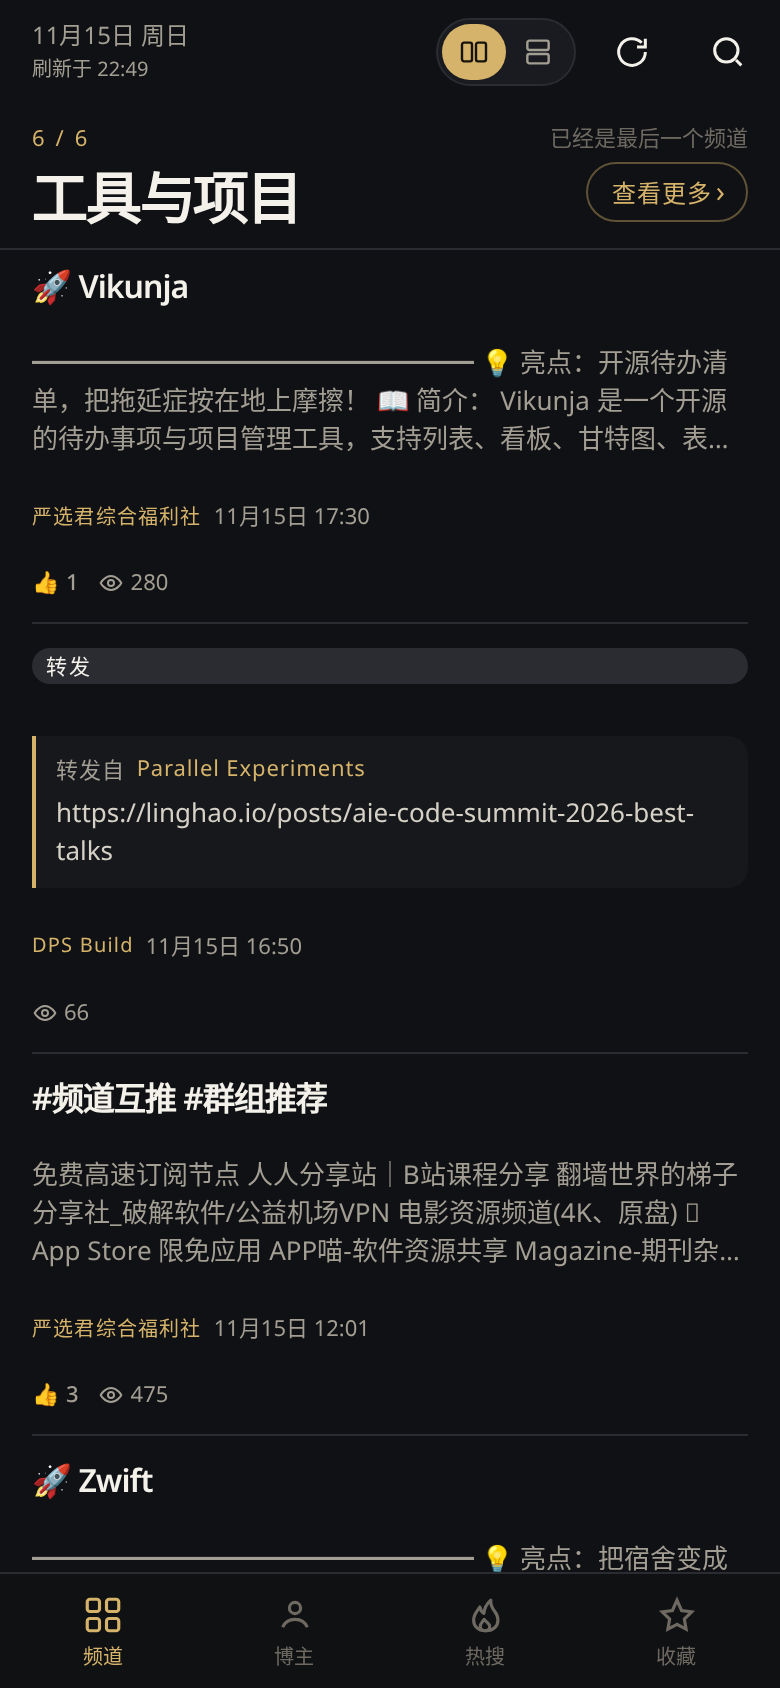 11月15日 周日
刷新于 22:49
6 / 6
已经是最后一个频道
工具与项目
查看更多 ›
🚀 Vikunja
━━━━━━━━━━━━━━━━━ 💡 亮点：开源待办清
单，把拖延症按在地上摩擦！ 📖 简介： Vikunja 是一个开源
的待办事项与项目管理工具，支持列表、看板、甘特图、表...
严选君综合福利社 11月15日 17:30
👍 1 280
转发
转发自 Parallel Experiments
https://linghao.io/posts/aie-code-summit-2026-best-
talks
DPS Build 11月15日 16:50
66
#频道互推 #群组推荐
免费高速订阅节点 人人分享站｜B站课程分享 翻墙世界的梯子
分享社_破解软件/公益机场VPN 电影资源频道(4K、原盘) 
App Store 限免应用 APP喵-软件资源共享 Magazine-期刊杂...
严选君综合福利社 11月15日 12:01
👍 3 475
🚀 Zwift
━━━━━━━━━━━━━━━━━ 💡 亮点：把宿舍变成
频道 博主 热搜 收藏